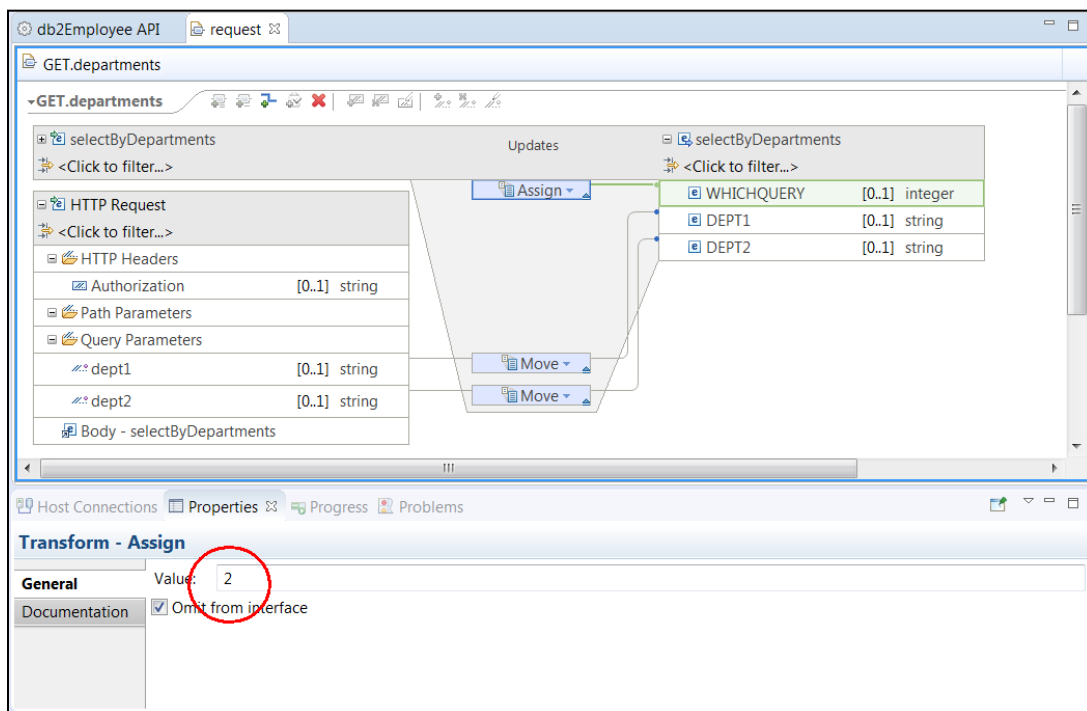 db2Employee API request
GET.departments
GET.departments
selectByDepartments Updates selectByDepartments
<Click to filter...> <Click to filter...>
Assign WHICHQUERY [0..1] integer
HTTP Request
DEPT1 [0..1] string
<Click to filter...>
DEPT2 [0..1] string
HTTP Headers
Authorization [0..1] string
Path Parameters
Query Parameters
dept1 [0..1] string Move
dept2 [0..1] string Move
Body - selectByDepartments
Host Connections Properties Progress Problems
Transform - Assign
General Value: 2
Documentation Omit from interface